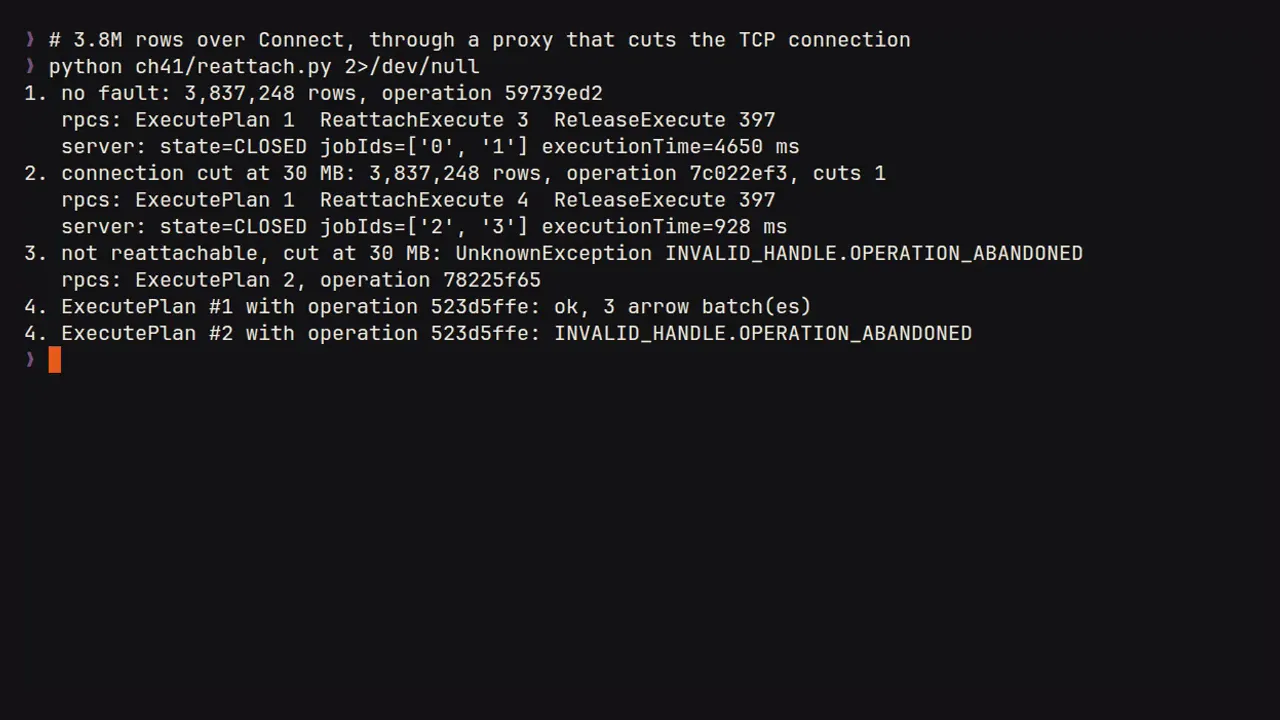 ❯ # 3.8M rows over Connect, through a proxy that cuts the TCP connection
❯ python ch41/reattach.py 2>/dev/null
1. no fault: 3,837,248 rows, operation 59739ed2
   rpcs: ExecutePlan 1  ReattachExecute 3  ReleaseExecute 397
   server: state=CLOSED jobIds=['0', '1'] executionTime=4650 ms
2. connection cut at 30 MB: 3,837,248 rows, operation 7c022ef3, cuts 1
   rpcs: ExecutePlan 1  ReattachExecute 4  ReleaseExecute 397
   server: state=CLOSED jobIds=['2', '3'] executionTime=928 ms
3. not reattachable, cut at 30 MB: UnknownException INVALID_HANDLE.OPERATION_ABANDONED
   rpcs: ExecutePlan 2, operation 78225f65
4. ExecutePlan #1 with operation 523d5ffe: ok, 3 arrow batch(es)
4. ExecutePlan #2 with operation 523d5ffe: INVALID_HANDLE.OPERATION_ABANDONED
❯